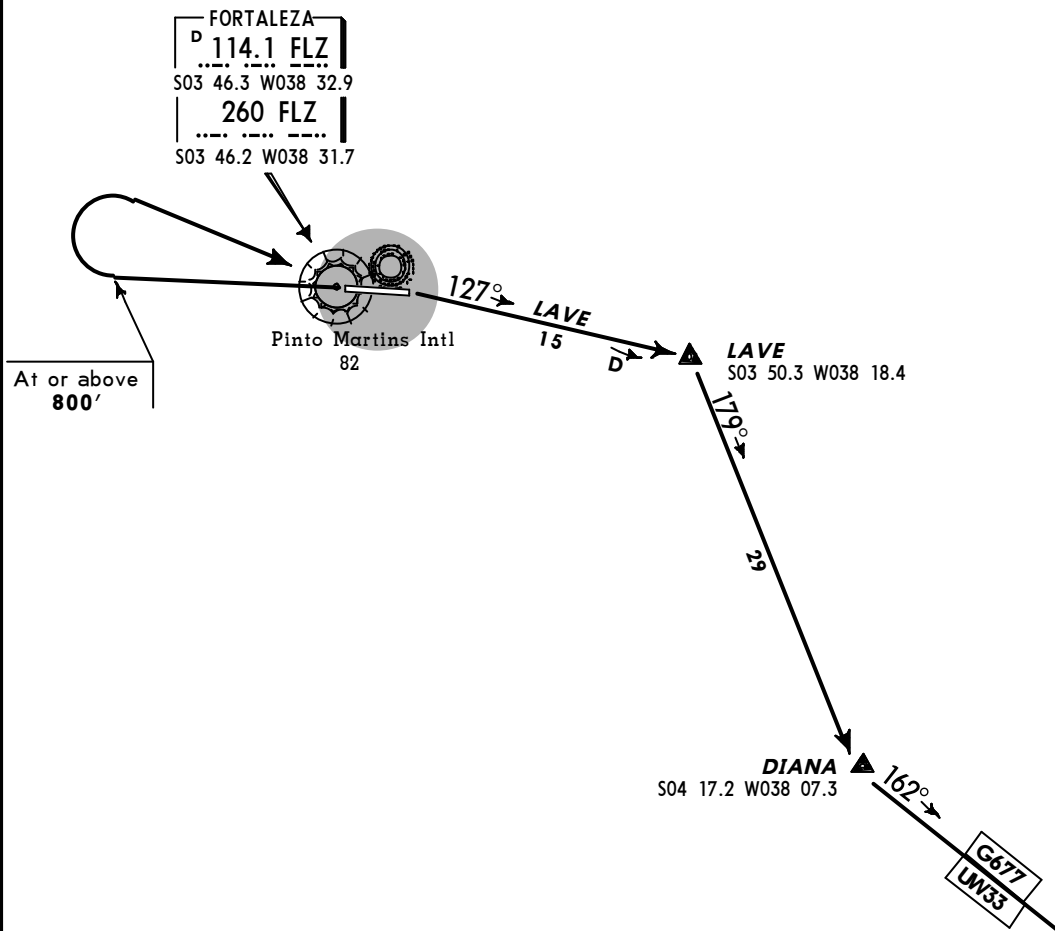 FORTALEZA
D 114.1 FLZ
S03 46.3 W038 32.9
260 FLZ
S03 46.2 W038 31.7
127°
LAVE
15
D
Pinto Martins Intl
82
LAVE
S03 50.3 W038 18.4
At or above
800'
179°
29
DIANA
S04 17.2 W038 07.3
162°
G677
UW33